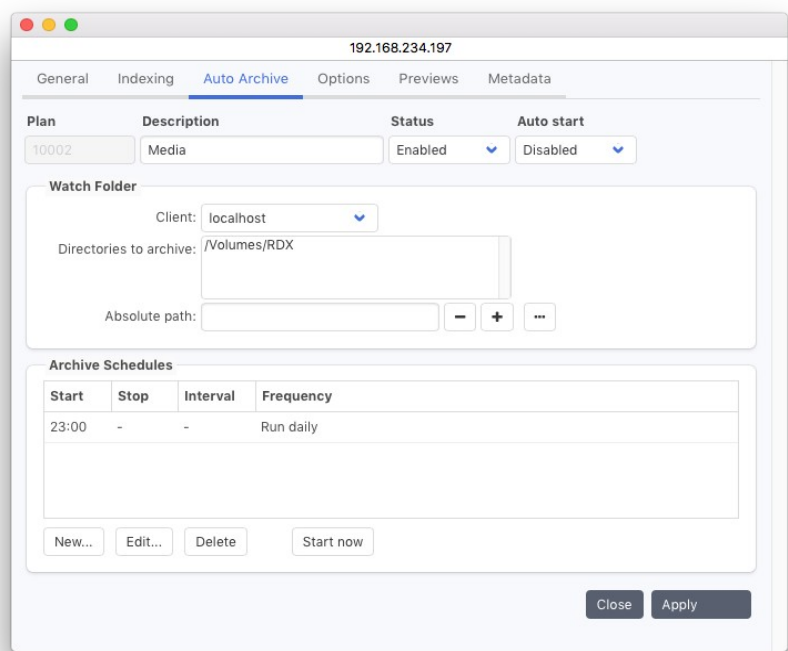 192.168.234.197
General Indexing Auto Archive Options Previews Metadata
Plan Description Status Auto start
10002 Media Enabled Disabled
Watch Folder
Client: localhost
Directories to archive: /Volumes/RDX
Absolute path:
Archive Schedules
Start Stop Interval Frequency
23:00 - - Run daily
New... Edit... Delete Start now
Close Apply